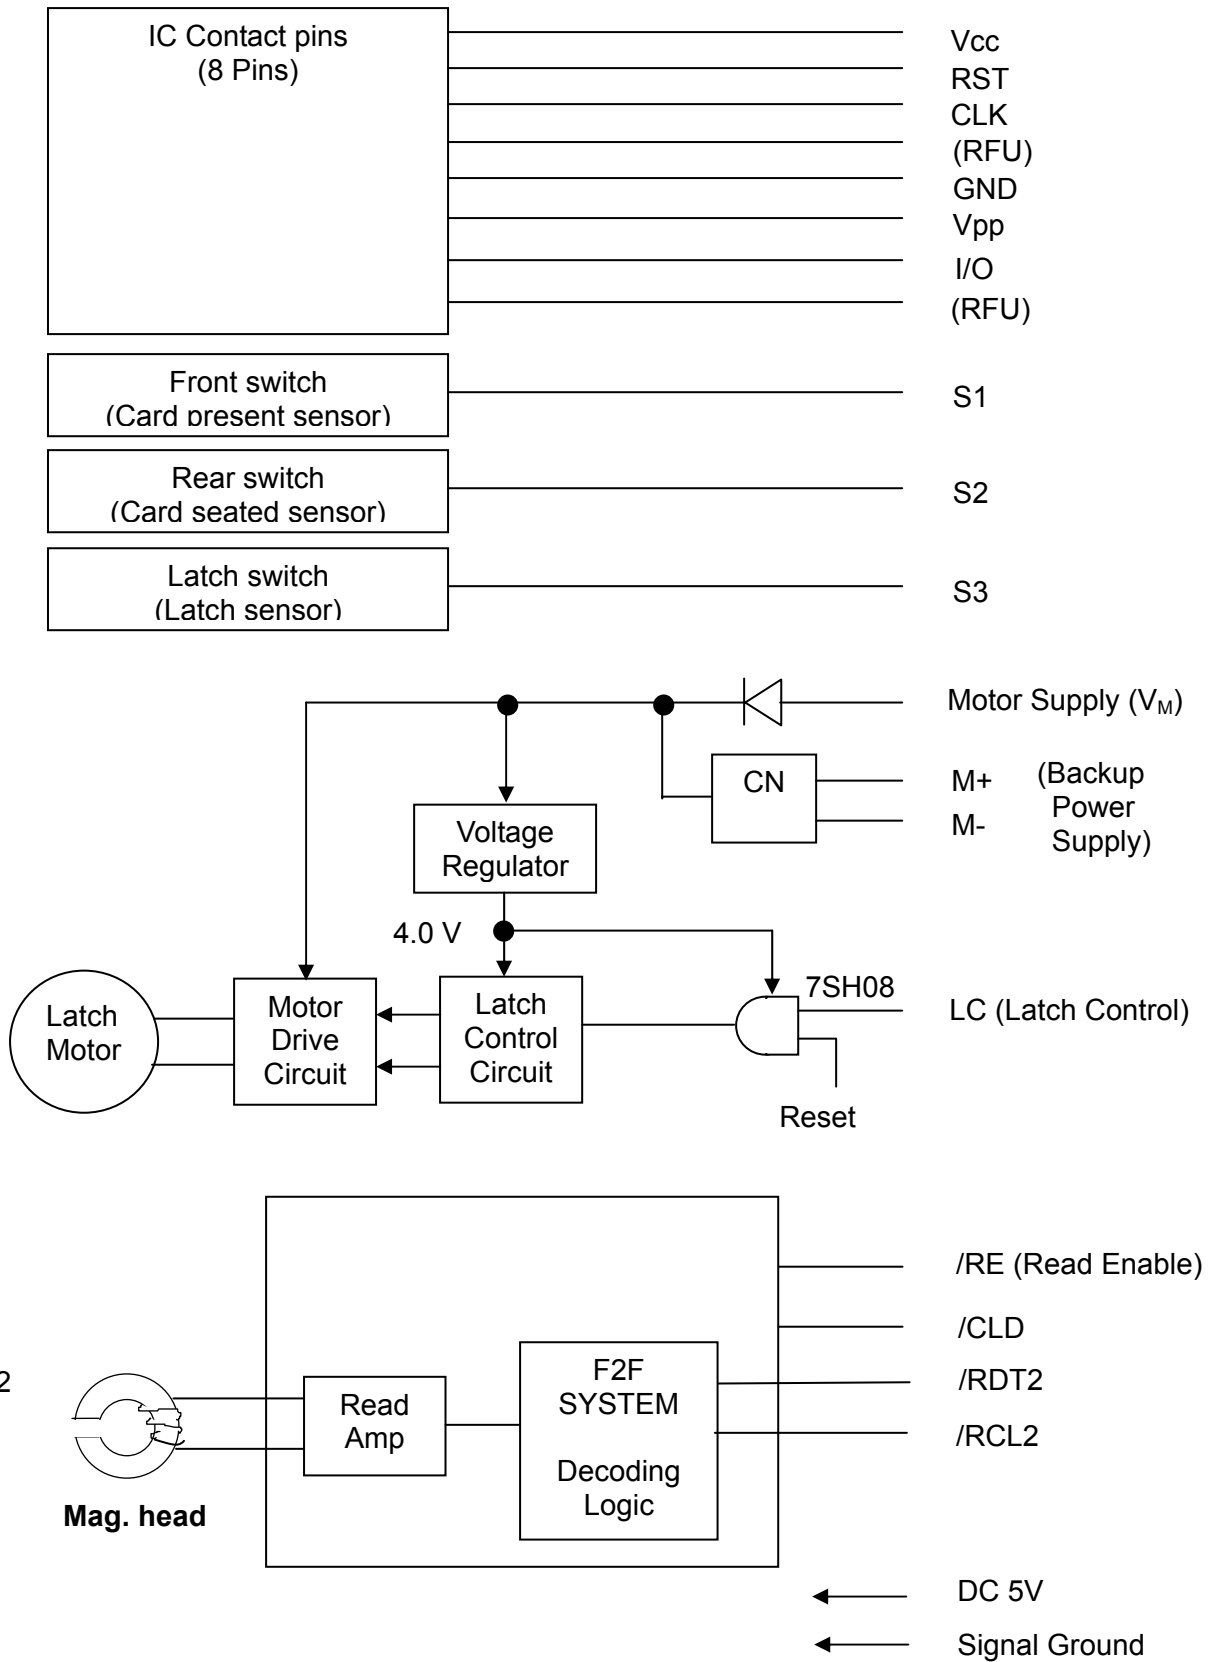 IC Contact pins
(8 Pins)
Vcc
RST
CLK
(RFU)
GND
Vpp
I/O
(RFU)
Front switch
(Card present sensor)
S1
Rear switch
(Card seated sensor)
S2
Latch switch
(Latch sensor)
S3
Motor Supply (VM)
CN
M+
M-
(Backup
Power
Supply)
Voltage
Regulator
4.0 V
Latch
Motor
Motor
Drive
Circuit
Latch
Control
Circuit
7SH08
LC (Latch Control)
Reset
/RE (Read Enable)
/CLD
2
Mag. head
Read
Amp
F2F
SYSTEM
Decoding
Logic
/RDT2
/RCL2
DC 5V
Signal Ground